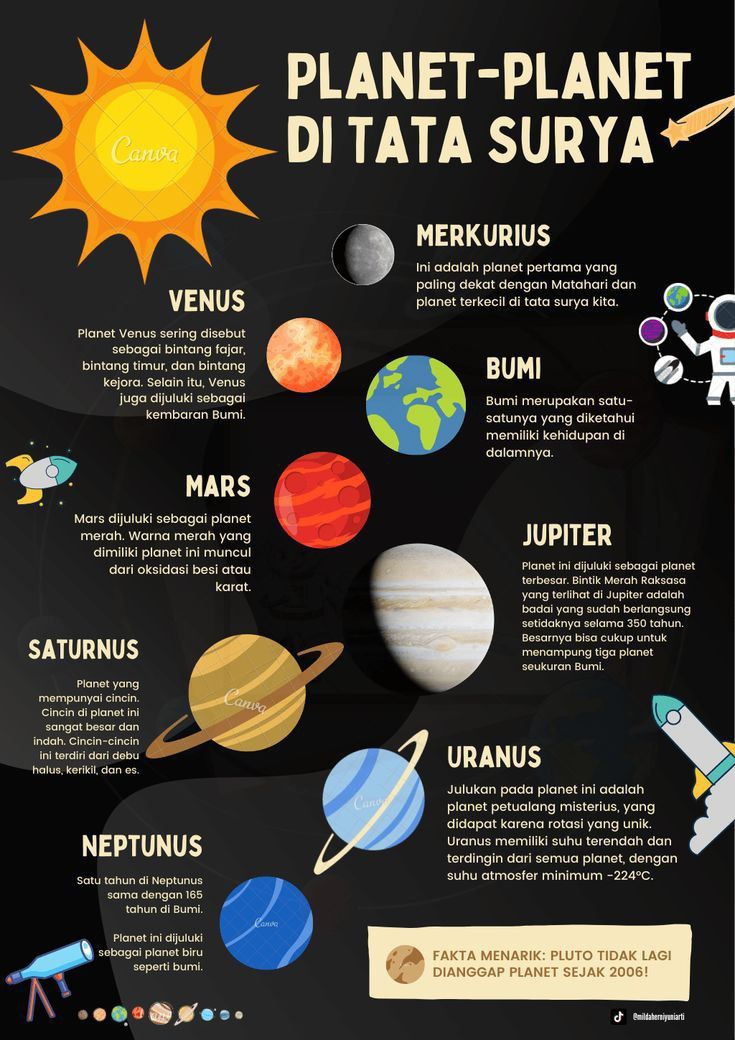 PLANET-PLANET
DI TATA SURYA
Canva
MERKURIUS
Ini adalah planet pertama yang
paling dekat dengan Matahari dan
planet terkecil di tata surya kita.
VENUS
Planet Venus sering disebut
sebagai bintang fajar,
bintang timur, dan bintang
kejora. Selain itu, Venus
juga dijuluki sebagai
kembaran Bumi.
BUMI
Bumi merupakan satu-
satunya yang diketahui
memiliki kehidupan di
dalamnya.
MARS
Mars dijuluki sebagai planet
merah. Warna merah yang
dimiliki planet ini muncul
dari oksidasi besi atau
karat.
JUPITER
Planet ini dijuluki sebagai planet
terbesar. Bintik Merah Raksasa
yang terlihat di Jupiter adalah
badai yang sudah berlangsung
setidaknya selama 350 tahun.
Besarnya bisa cukup untuk
menampung tiga planet
seukuran Bumi.
SATURNUS
Planet yang
mempunyai cincin.
Cincin di planet ini
sangat besar dan
indah. Cincin-cincin
ini terdiri dari debu
halus, kerikil, dan es.
Canva
URANUS
Julukan pada planet ini adalah
planet petualang misterius, yang
didapat karena rotasi yang unik.
Uranus memiliki suhu terendah dan
terdingin dari semua planet, dengan
suhu atmosfer minimum -224°C.
Canva
NEPTUNUS
Satu tahun di Neptunus
sama dengan 165
tahun di Bumi.
Planet ini dijuluki
sebagai planet biru
seperti bumi.
Canva
FAKTA MENARIK: PLUTO TIDAK LAGI
DIANGGAP PLANET SEJAK 2006!
@mildaherniyuniarti